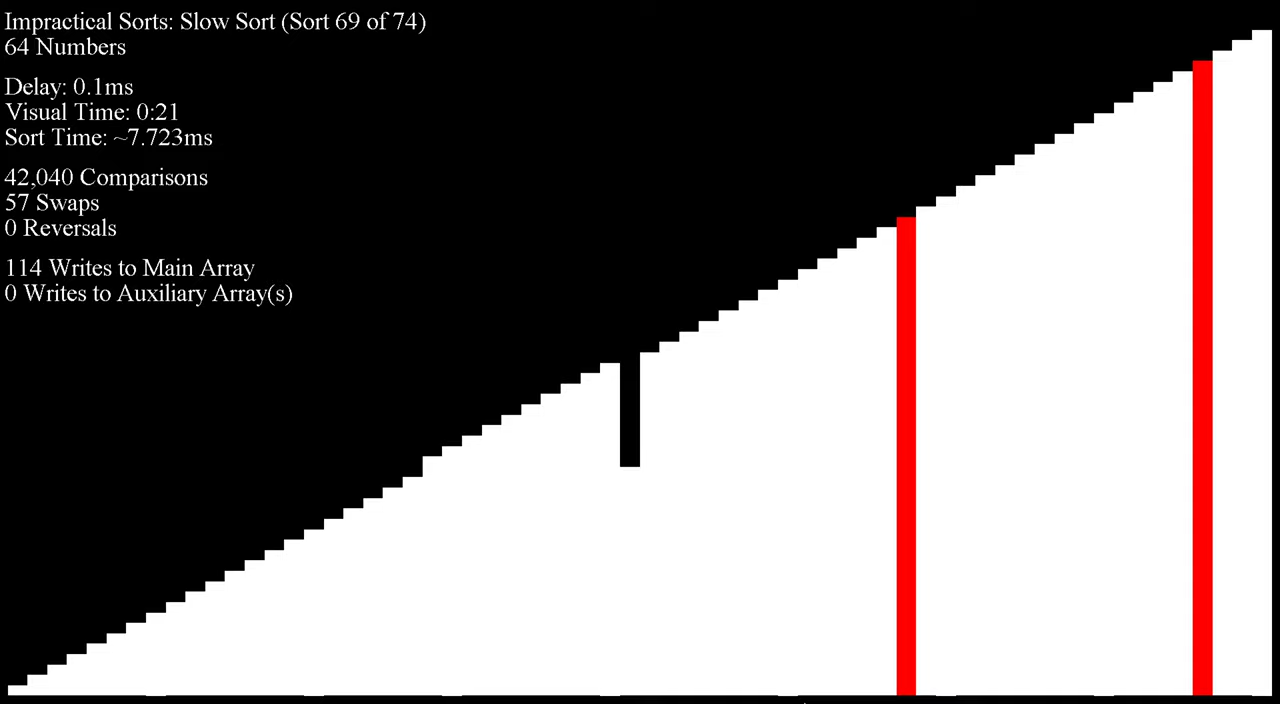 Impractical Sorts: Slow Sort (Sort 69 of 74)
64 Numbers
Delay: 0.1ms
Visual Time: 0:21
Sort Time: ~7.723ms
42,040 Comparisons
57 Swaps
0 Reversals
114 Writes to Main Array
0 Writes to Auxiliary Array(s)